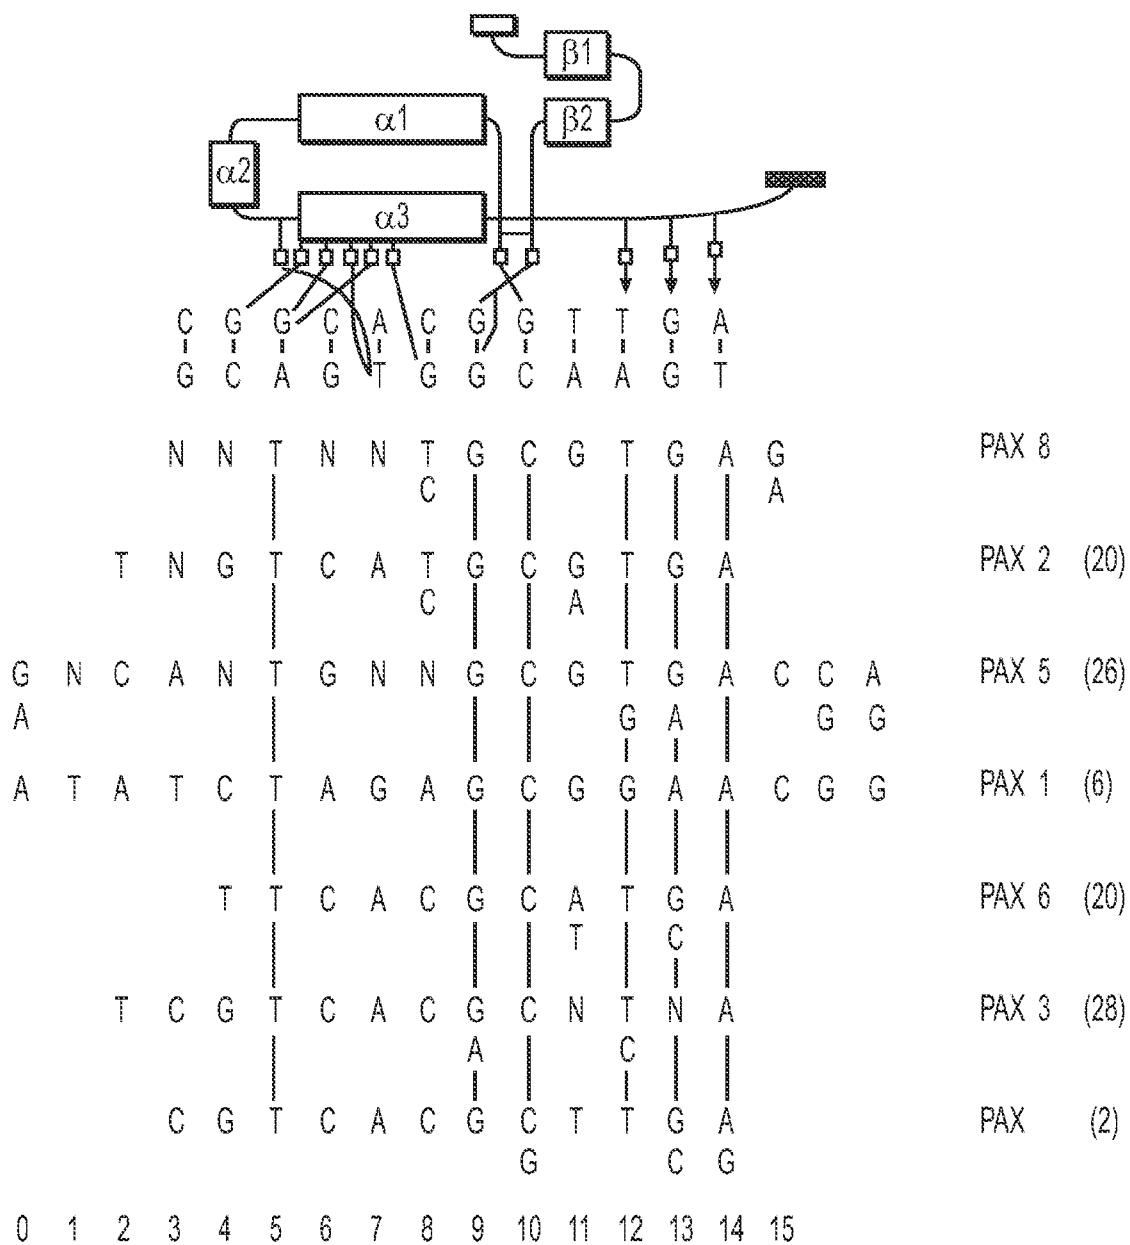 β1
α1 β2
α2
α3
C G G C A C G G T T G A
G C A G T G G C A A G T
N N T N N T G C G T G A G PAX 8
C A
T N G T C A T G C G T G A PAX 2 (20)
C A
G N C A N T G N N G C G T G A C C A PAX 5 (26)
A G A G G
A T A T C T A G A G C G G A A C G G PAX 1 (6)
T T C A C G C A T G A PAX 6 (20)
T C
T C G T C A C G C N T N A PAX 3 (28)
A C
C G T C A C G C T T G A PAX (2)
G C G
0 1 2 3 4 5 6 7 8 9 10 11 12 13 14 15